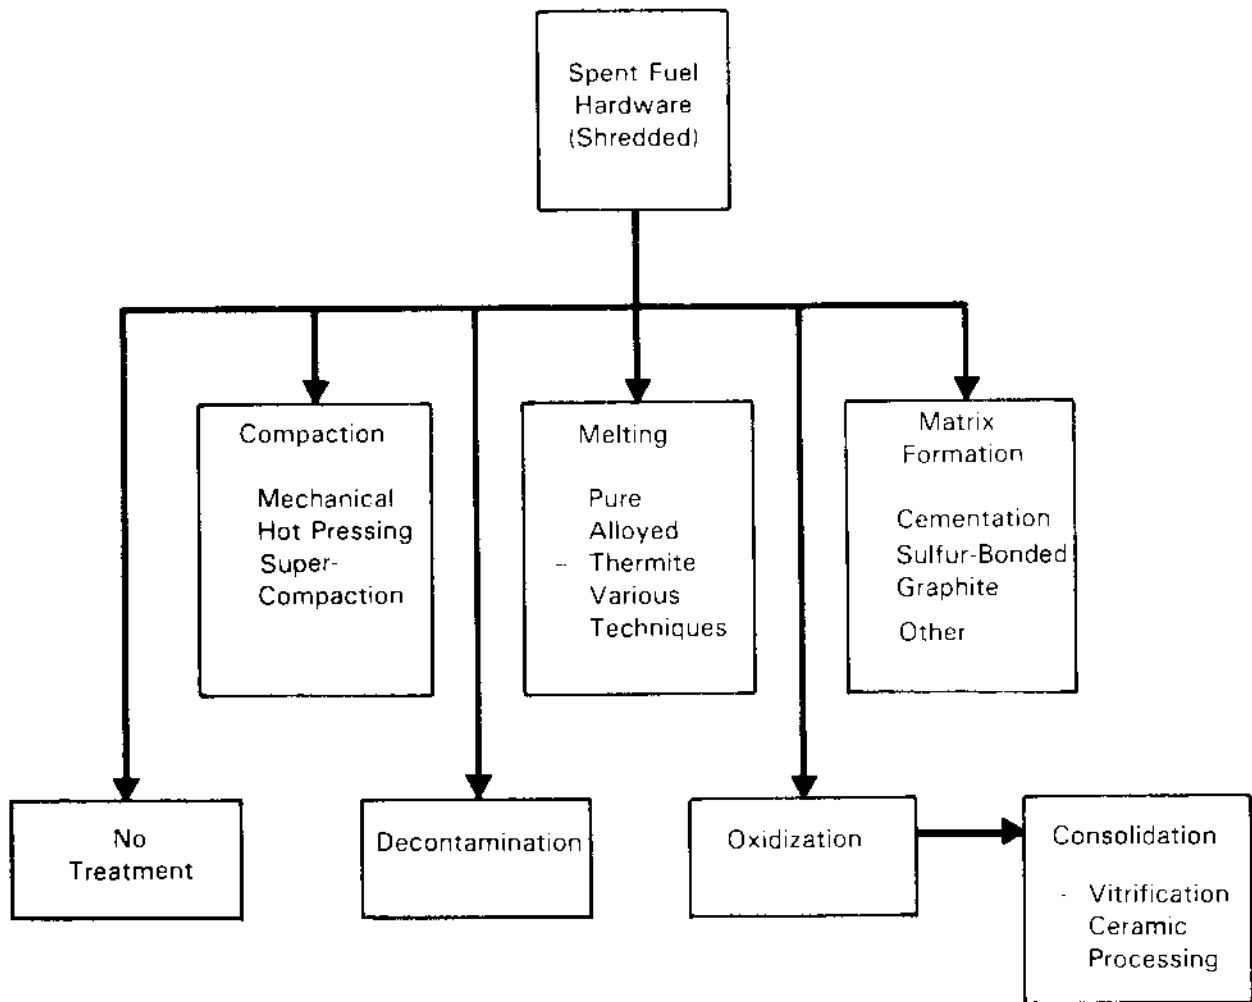 Spent Fuel
Hardware
(Shredded)
Compaction
Mechanical
Hot Pressing
Super-
Compaction
Melting
Pure
Alloyed
– Thermite
Various
Techniques
Matrix
Formation
Cementation
Sulfur-Bonded
Graphite
Other
No
Treatment
Decontamination
Oxidization
Consolidation
- Vitrification
Ceramic
Processing